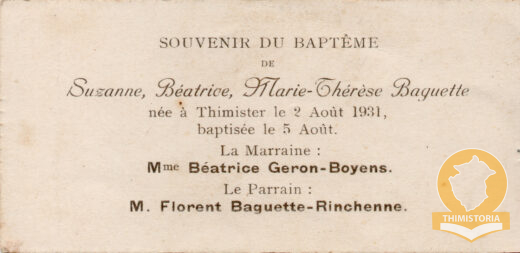 SOUVENIR DU BAPTÊME
DE
Suzanne, Béatrice, Marie-Thérèse Baguette
née à Thimister le 2 Août 1931,
baptisée le 5 Août.
La Marraine :
Mme Béatrice Geron-Boyens.
Le Parrain :
M. Florent Baguette-Rinchenne.
THIMISTORIA